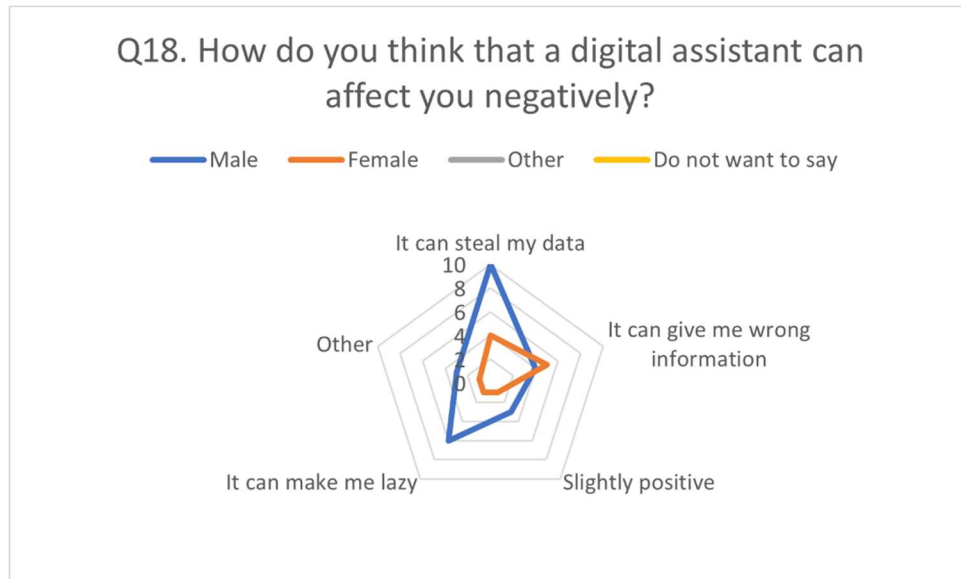 Q18. How do you think that a digital assistant can
affect you negatively?
Male
Female
Other
Do not want to say
It can steal my data
10
8
6
4
2
0
It can give me wrong
information
Other
It can make me lazy
Slightly positive